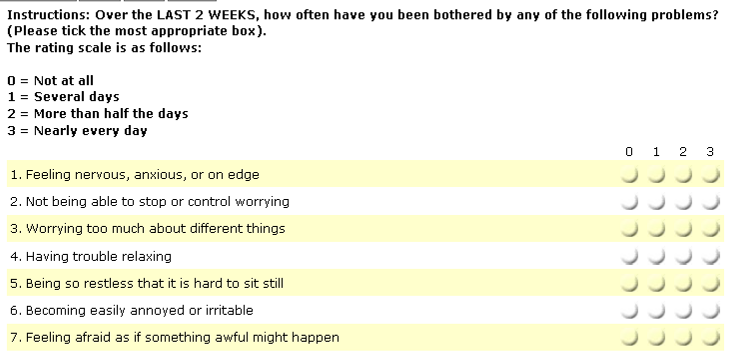 Instructions: Over the LAST 2 WEEKS, how often have you been bothered by any of the following problems?
(Please tick the most appropriate box).
The rating scale is as follows:
0 = Not at all
1 = Several days
2 = More than half the days
3 = Nearly every day
0 1 2 3
1. Feeling nervous, anxious, or on edge
2. Not being able to stop or control worrying
3. Worrying too much about different things
4. Having trouble relaxing
5. Being so restless that it is hard to sit still
6. Becoming easily annoyed or irritable
7. Feeling afraid as if something awful might happen